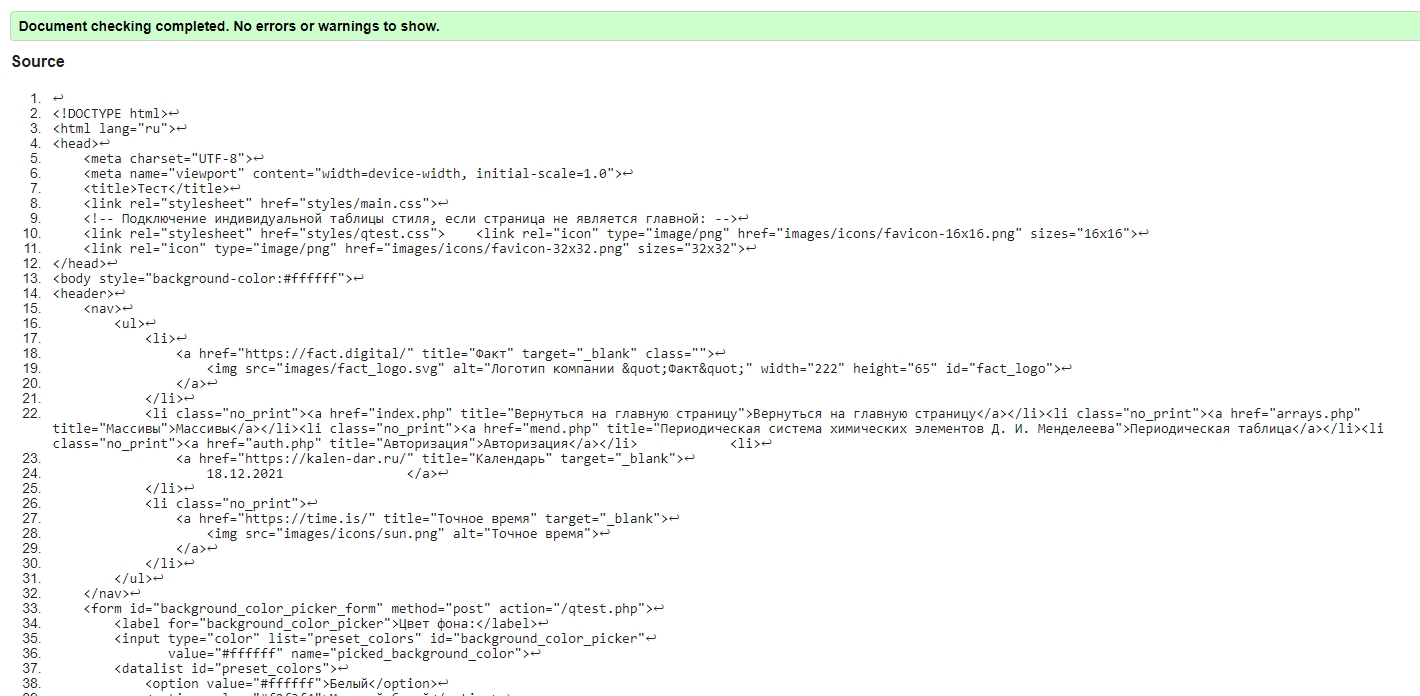 Document checking completed. No errors or warnings to show.
Source
1. ↩
2. <!DOCTYPE html>↩
3. <html lang="ru">↩
4. <head>↩
5.     <meta charset="UTF-8">↩
6.     <meta name="viewport" content="width=device-width, initial-scale=1.0">↩
7.     <title>Тест</title>↩
8.     <link rel="stylesheet" href="styles/main.css">↩
9.     <!-- Подключение индивидуальной таблицы стиля, если страница не является главной: -->↩
10.     <link rel="stylesheet" href="styles/qtest.css">    <link rel="icon" type="image/png" href="images/icons/favicon-16x16.png" sizes="16x16">↩
11.     <link rel="icon" type="image/png" href="images/icons/favicon-32x32.png" sizes="32x32">↩
12. </head>↩
13. <body style="background-color:#ffffff">↩
14. <header>↩
15.     <nav>↩
16.         <ul>↩
17.             <li>↩
18.                 <a href="https://fact.digital/" title="Факт" target="_blank" class="">↩
19.                     <img src="images/fact_logo.svg" alt="Логотип компании &quot;Факт&quot;" width="222" height="65" id="fact_logo">↩
20.                 </a>↩
21.             </li>↩
22.             <li class="no_print"><a href="index.php" title="Вернуться на главную страницу">Вернуться на главную страницу</a></li><li class="no_print"><a href="arrays.php"
title="Массивы">Массивы</a></li><li class="no_print"><a href="mend.php" title="Периодическая система химических элементов Д. И. Менделеева">Периодическая таблица</a></li><li
class="no_print"><a href="auth.php" title="Авторизация">Авторизация</a></li>            <li>↩
23.                 <a href="https://kalen-dar.ru/" title="Календарь" target="_blank">↩
24.                     18.12.2021                </a>↩
25.             </li>↩
26.             <li class="no_print">↩
27.                 <a href="https://time.is/" title="Точное время" target="_blank">↩
28.                     <img src="images/icons/sun.png" alt="Точное время">↩
29.                 </a>↩
30.             </li>↩
31.         </ul>↩
32.     </nav>↩
33.     <form id="background_color_picker_form" method="post" action="/qtest.php">↩
34.         <label for="background_color_picker">Цвет фона:</label>↩
35.         <input type="color" list="preset_colors" id="background_color_picker"↩
36.                value="#ffffff" name="picked_background_color">↩
37.         <datalist id="preset_colors">↩
38.             <option value="#ffffff">Белый</option>↩